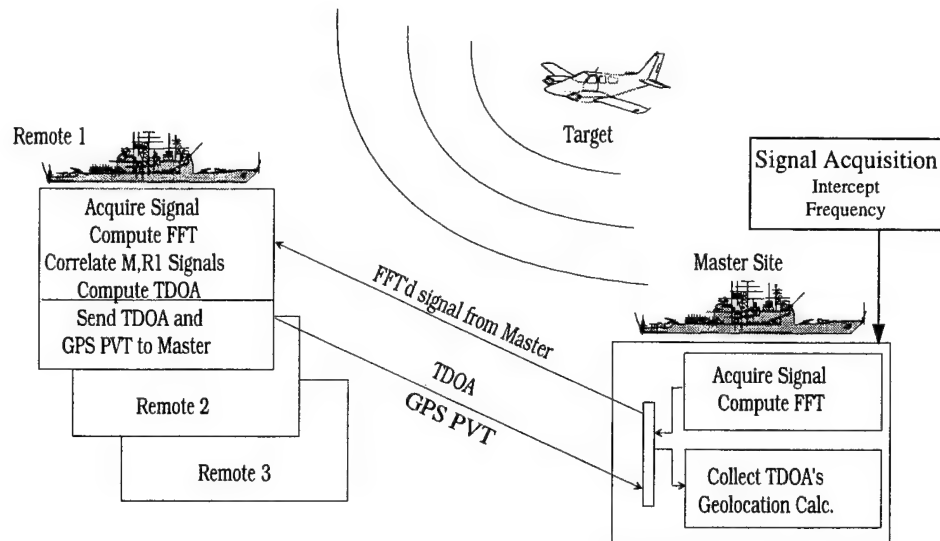 Remote 1
Target
Acquire Signal
Compute FFT
Correlate M,R1 Signals
Compute TDOA
Send TDOA and
GPS PVT to Master
Remote 2
Remote 3
FFT'd signal from Master
TDOA
GPS PVT
Signal Acquisition
Intercept
Frequency
Master Site
Acquire Signal
Compute FFT
Collect TDOA's
Geolocation Calc.